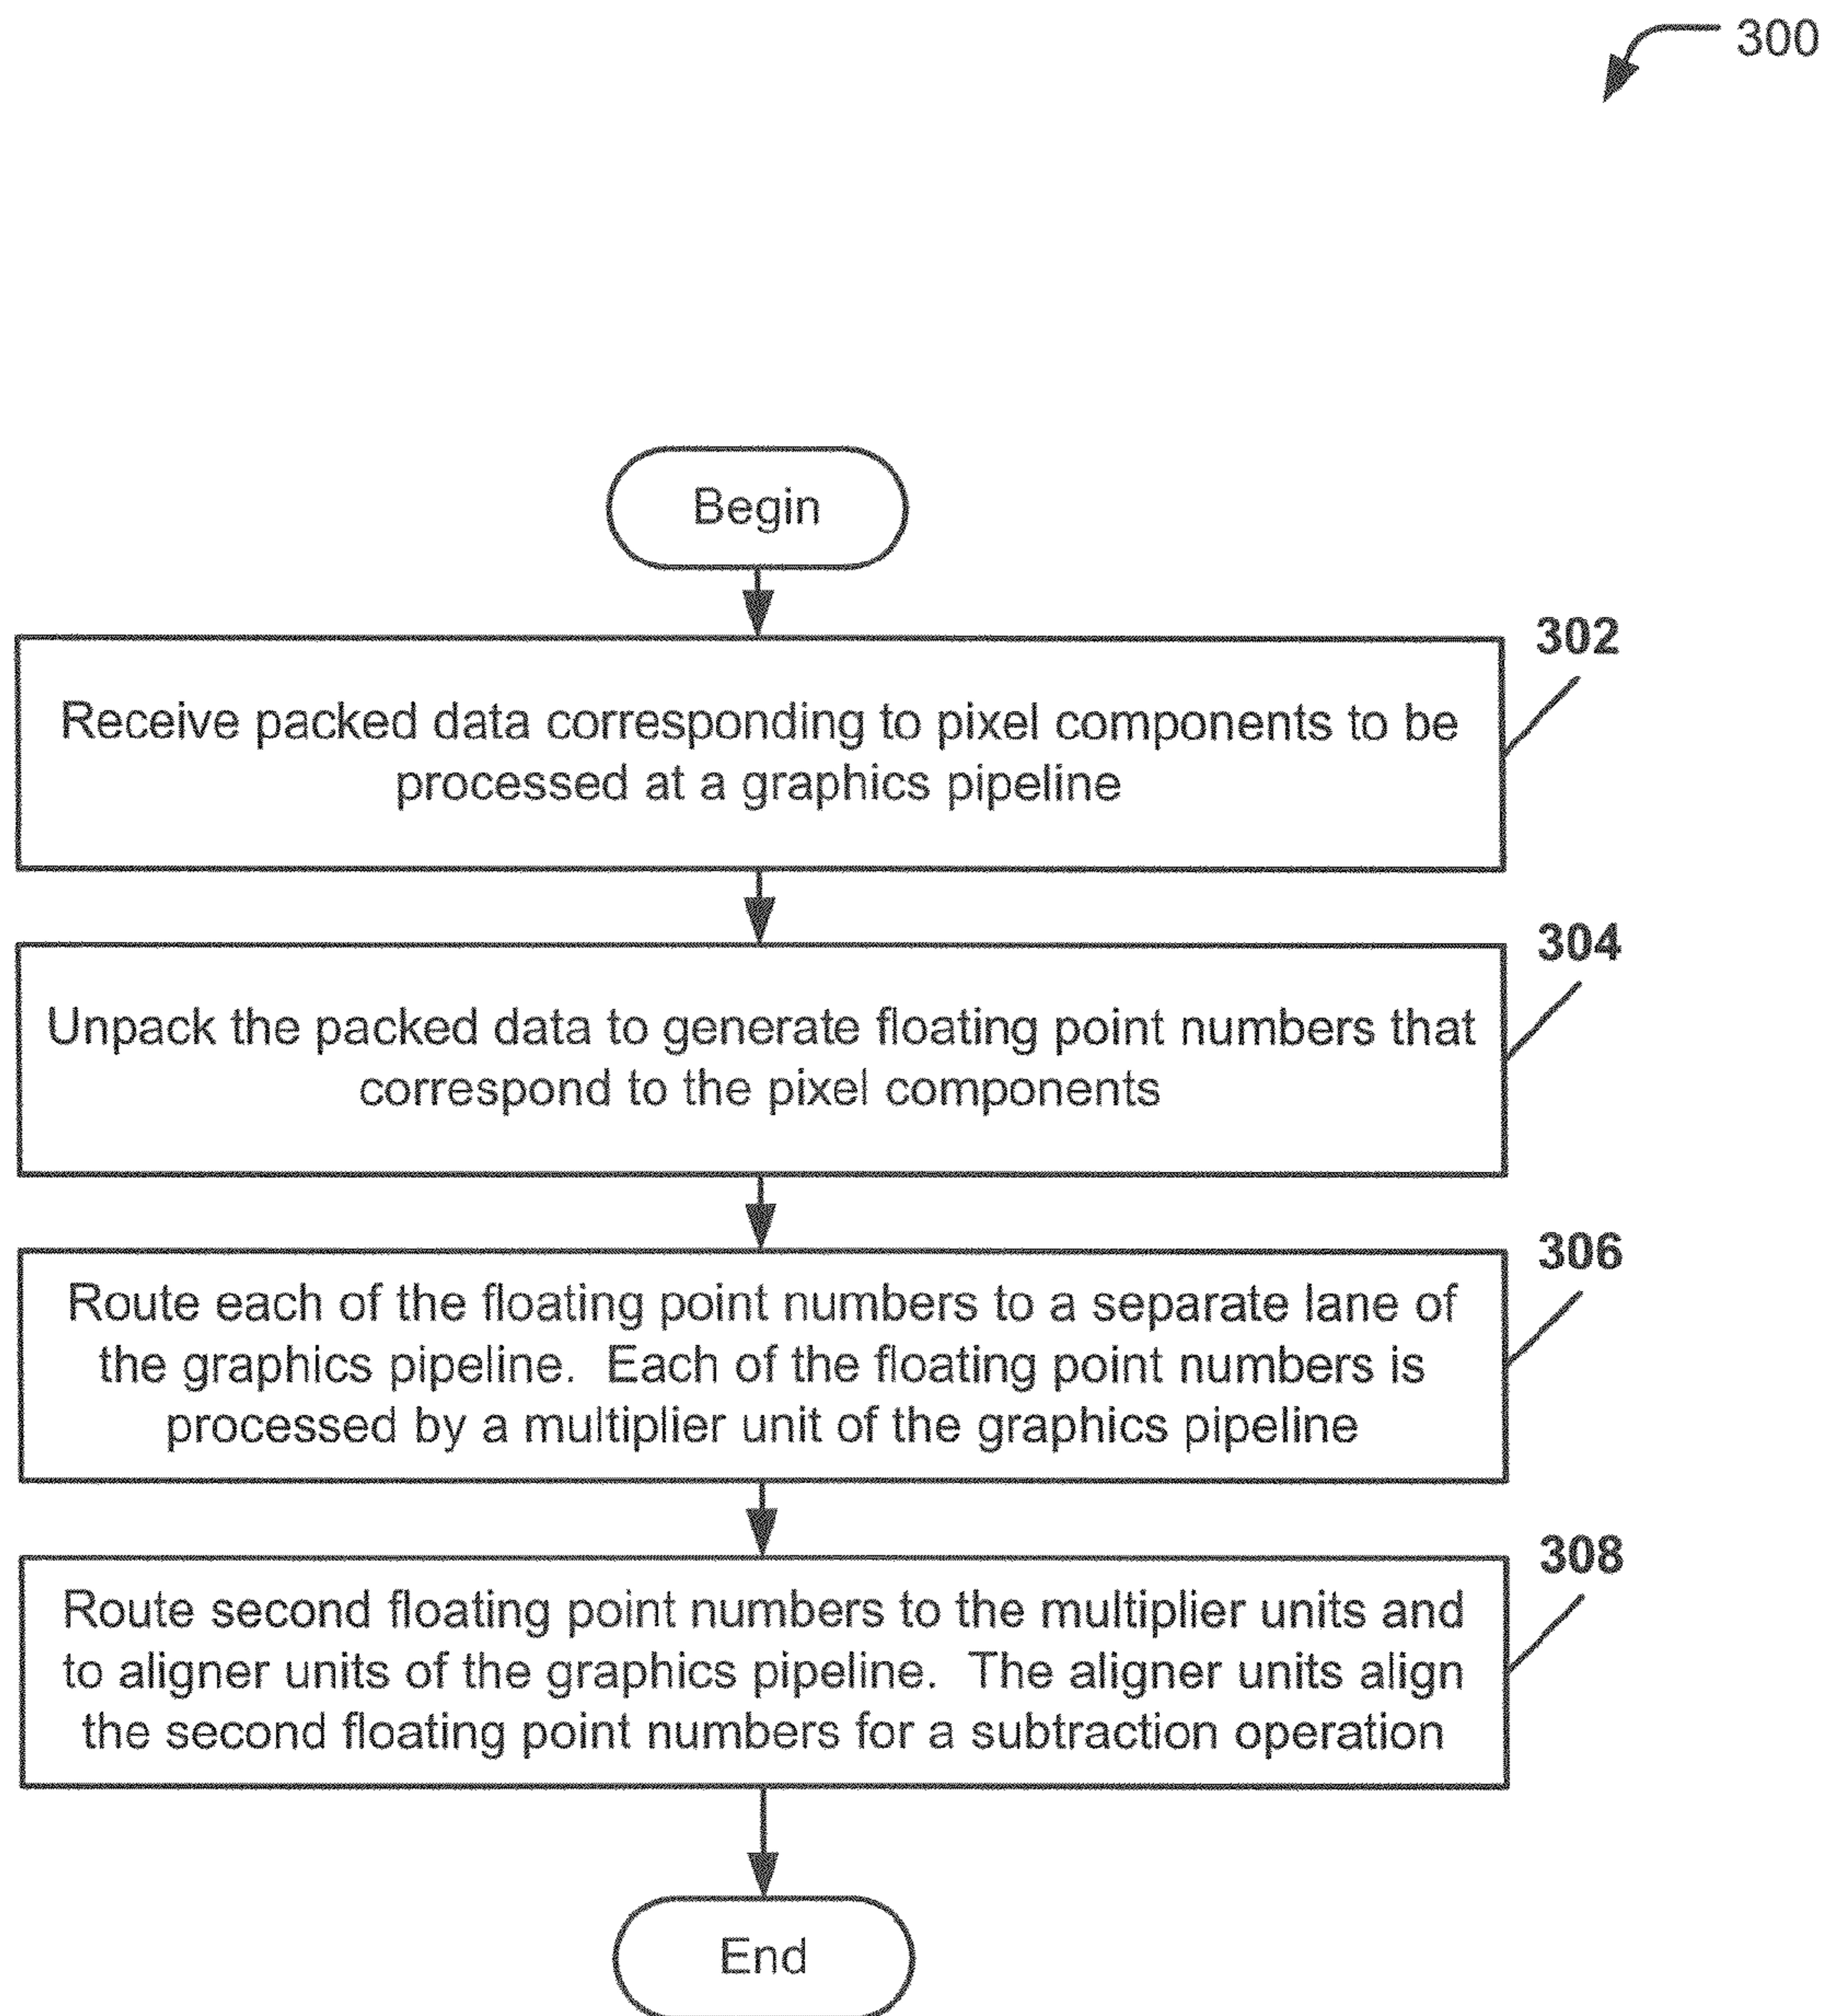 300
Begin
302
Receive packed data corresponding to pixel components to be
processed at a graphics pipeline
304
Unpack the packed data to generate floating point numbers that
correspond to the pixel components
306
Route each of the floating point numbers to a separate lane of
the graphics pipeline.  Each of the floating point numbers is
processed by a multiplier unit of the graphics pipeline
308
Route second floating point numbers to the multiplier units and
to aligner units of the graphics pipeline.  The aligner units align
the second floating point numbers for a subtraction operation
End